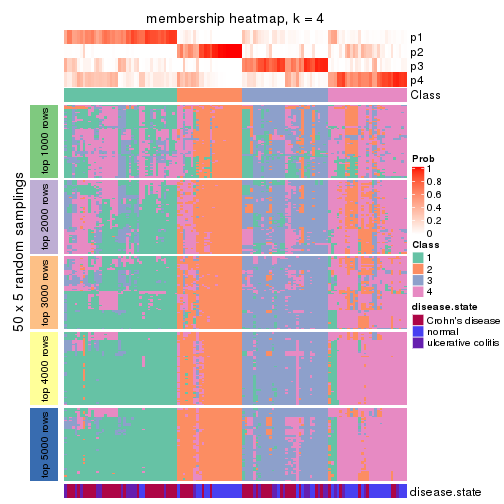 membership heatmap, k = 4
p1
p2
p3
p4
Class
50 x 5 random samplings
top 1000 rows
top 2000 rows
top 3000 rows
top 4000 rows
top 5000 rows
disease.state
Prob
0.8
0.6
0.4
0.2
0
Class
1
2
3
4
disease.state
Crohn's disease
normal
ulcerative colitis